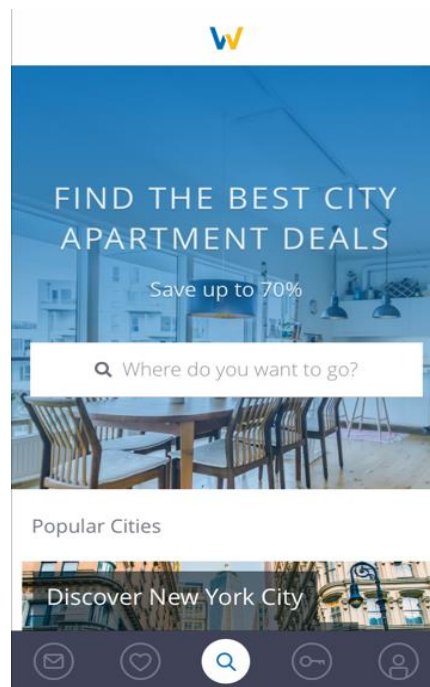 W
FIND THE BEST CITY
APARTMENT DEALS
Save up to 70%
Where do you want to go?
Popular Cities
Discover New York City